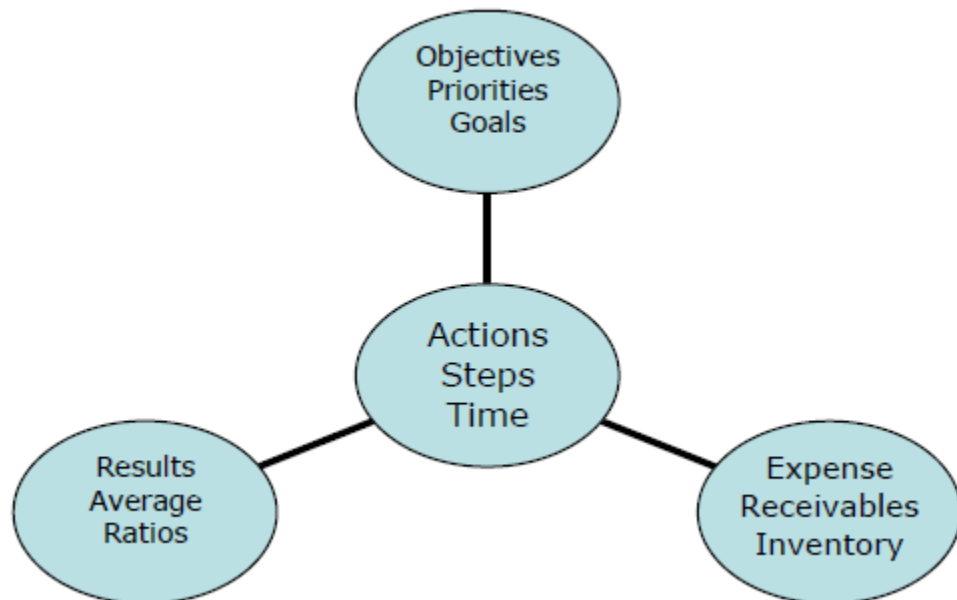 Objectives
Priorities
Goals
Actions
Steps
Time
Results
Average
Ratios
Expense
Receivables
Inventory